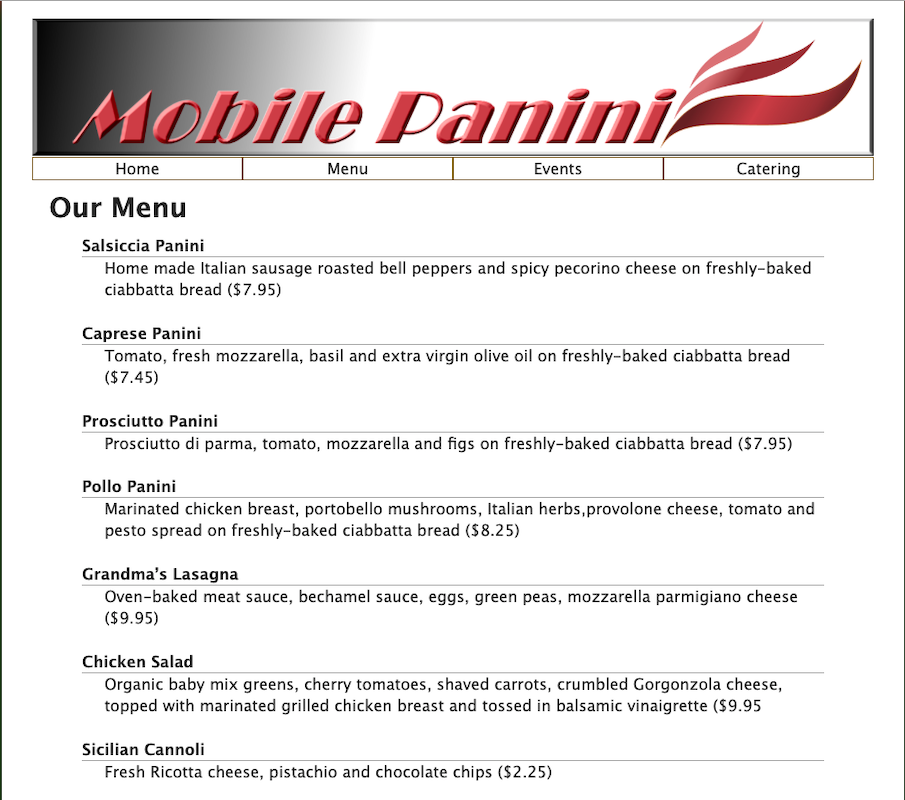 Mobile Panini
Home Menu Events Catering
Our Menu
Salsiccia Panini
Home made Italian sausage roasted bell peppers and spicy pecorino cheese on freshly-baked
ciabbatta bread ($7.95)
Caprese Panini
Tomato, fresh mozzarella, basil and extra virgin olive oil on freshly-baked ciabbatta bread
($7.45)
Prosciutto Panini
Prosciutto di parma, tomato, mozzarella and figs on freshly-baked ciabbatta bread ($7.95)
Pollo Panini
Marinated chicken breast, portobello mushrooms, Italian herbs,provolone cheese, tomato and
pesto spread on freshly-baked ciabbatta bread ($8.25)
Grandma’s Lasagna
Oven-baked meat sauce, bechamel sauce, eggs, green peas, mozzarella parmigiano cheese
($9.95)
Chicken Salad
Organic baby mix greens, cherry tomatoes, shaved carrots, crumbled Gorgonzola cheese,
topped with marinated grilled chicken breast and tossed in balsamic vinaigrette ($9.95
Sicilian Cannoli
Fresh Ricotta cheese, pistachio and chocolate chips ($2.25)